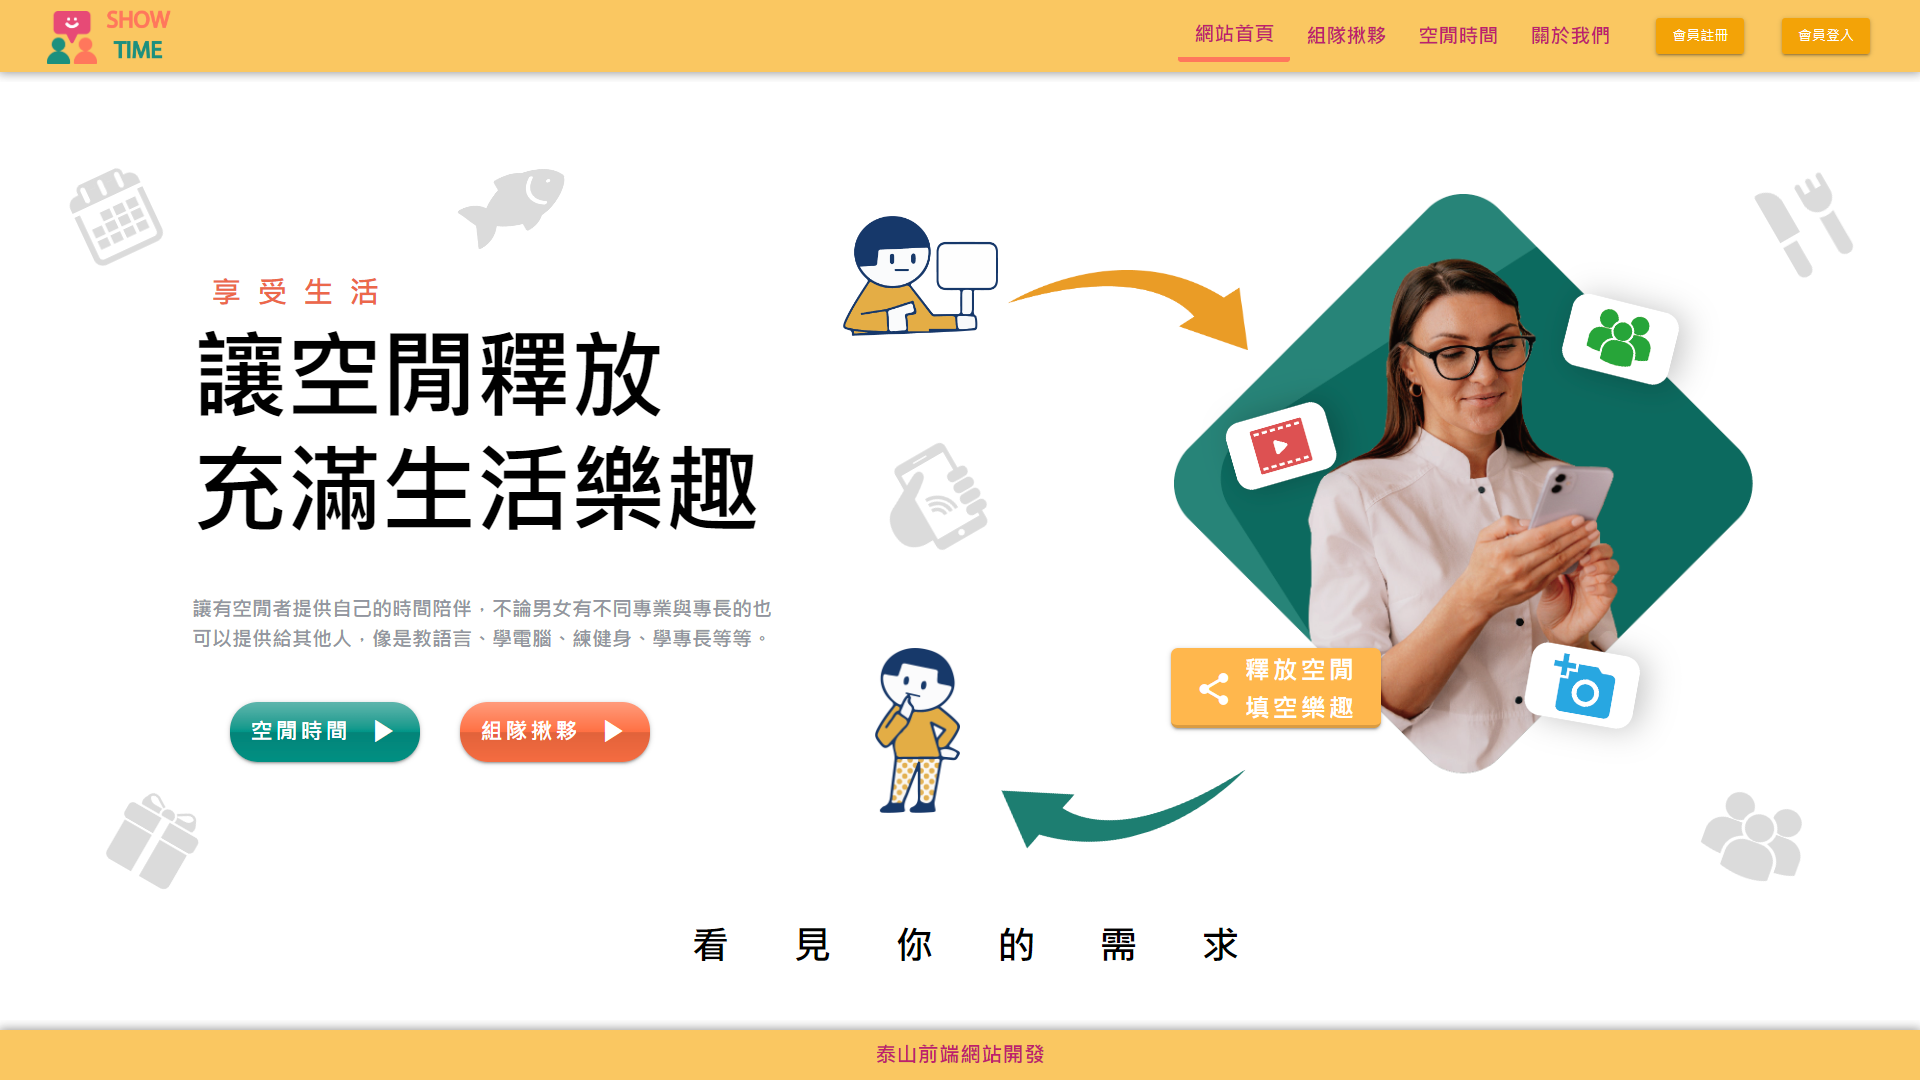 SHOW
TIME
網站首頁
組隊揪夥
空閒時間
關於我們
會員註冊
會員登入
享受生活
讓空閒釋放
充滿生活樂趣
讓有空閒者提供自己的時間陪伴，不論男女有不同專業與專長的也
可以提供給其他人，像是教語言、學電腦、練健身、學專長等等。
空閒時間
組隊揪夥
釋放空閒
填空樂趣
看見你的需求
泰山前端網站開發